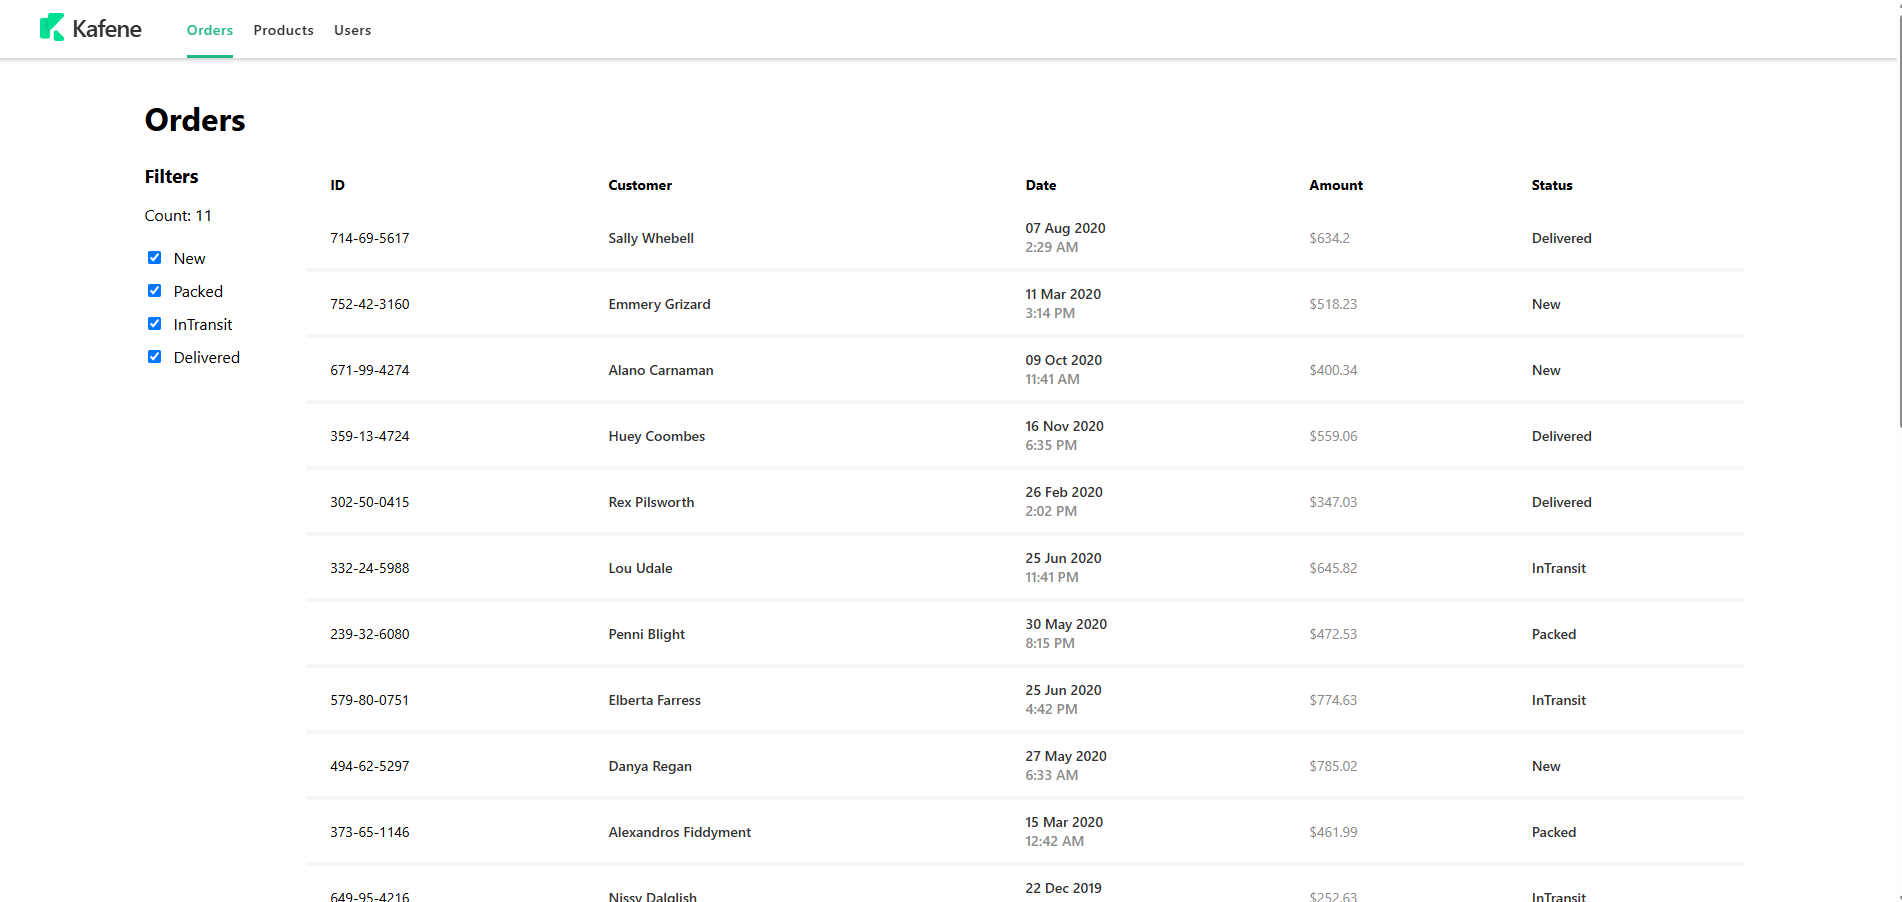 Kafene
Orders Products Users
Orders
Filters
Count: 11
New
Packed
InTransit
Delivered
ID Customer Date Amount Status
714-69-5617 Sally Whebell 07 Aug 2020 2:29 AM $634.2 Delivered
752-42-3160 Emmery Grizard 11 Mar 2020 3:14 PM $518.23 New
671-99-4274 Alano Carnaman 09 Oct 2020 11:41 AM $400.34 New
359-13-4724 Huey Coombes 16 Nov 2020 6:35 PM $559.06 Delivered
302-50-0415 Rex Pilsworth 26 Feb 2020 2:02 PM $347.03 Delivered
332-24-5988 Lou Udale 25 Jun 2020 11:41 PM $645.82 InTransit
239-32-6080 Penni Blight 30 May 2020 8:15 PM $472.53 Packed
579-80-0751 Elberta Farress 25 Jun 2020 4:42 PM $774.63 InTransit
494-62-5297 Danya Regan 27 May 2020 6:33 AM $785.02 New
373-65-1146 Alexandros Fiddyment 15 Mar 2020 12:42 AM $461.99 Packed
649-95-4216 Nissy Dalglish 22 Dec 2019 $252.63 InTransit